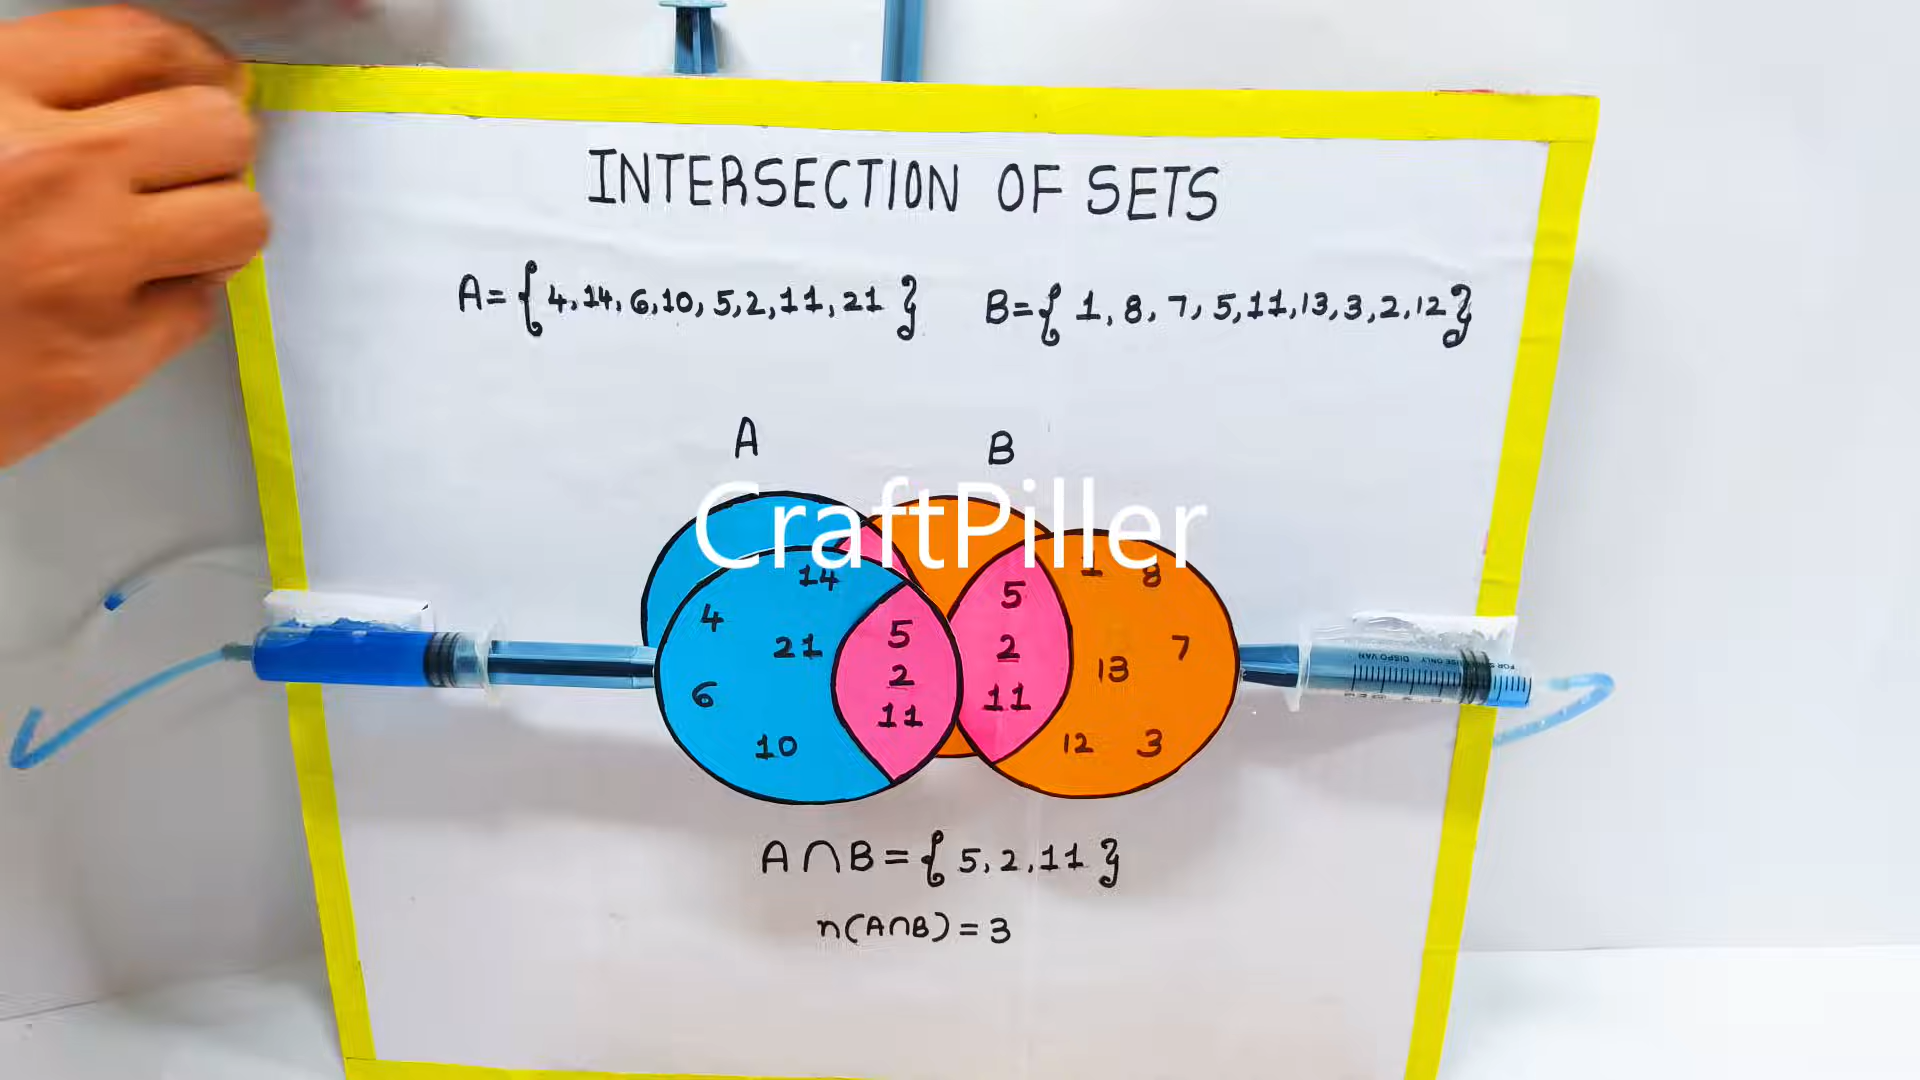 INTERSECTION OF SETS
A={4,14,6,10,5,2,11,21} B={1,8,7,5,11,13,3,2,12}
A B
CraftPiller
14 5 1 8
4 5
21 2 13 7
6 2 11
11
10 12 3
A∩B={5,2,11}
n(A∩B)=3